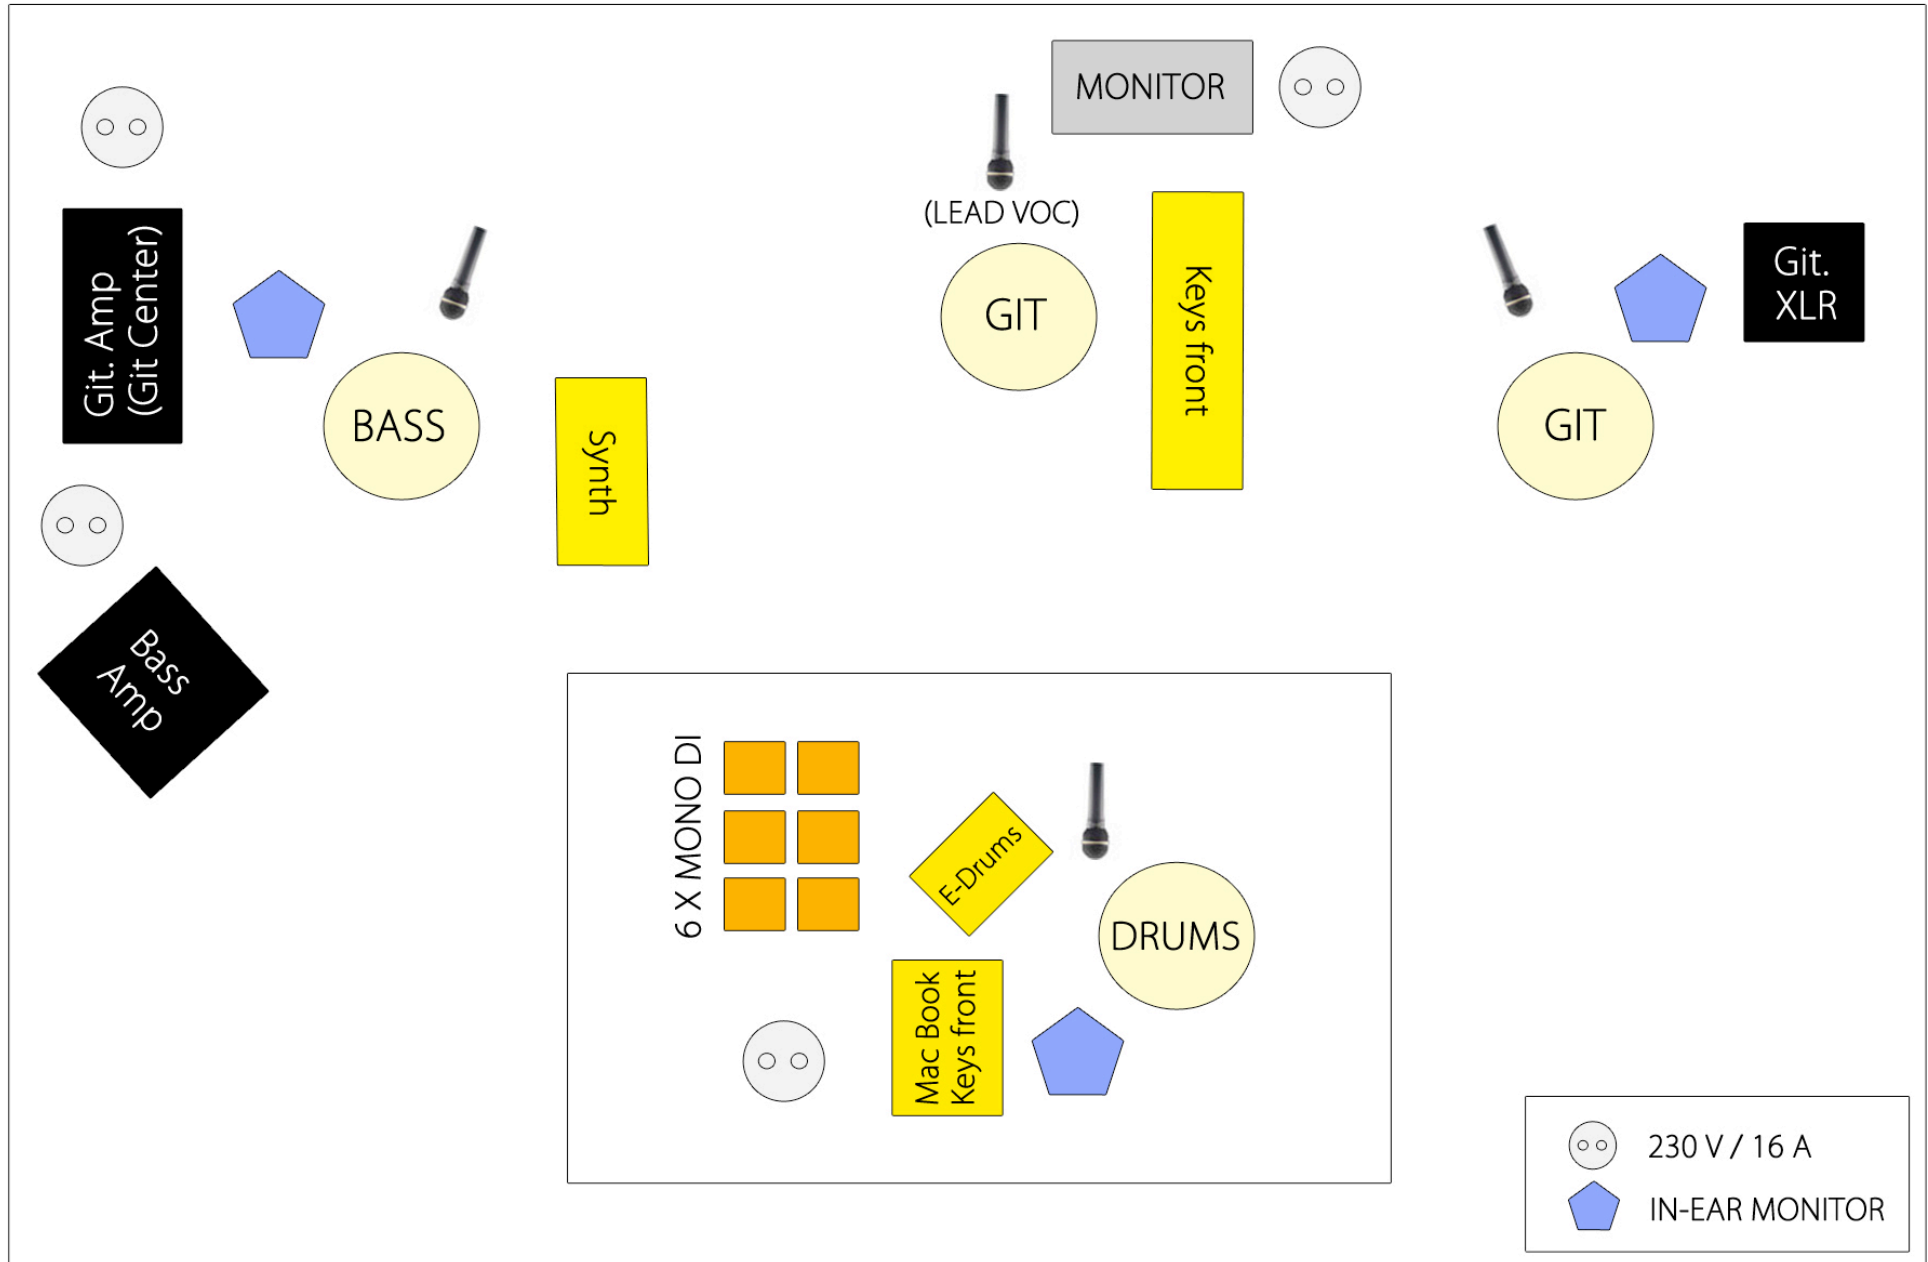 MONITOR
(LEAD VOC)
Git. Amp
(Git Center)
GIT
Keys front
Git.
XLR
BASS
Synth
GIT
Bass
Amp
6 X MONO DI
E-Drums
DRUMS
Mac Book
Keys front
230 V / 16 A
IN-EAR MONITOR